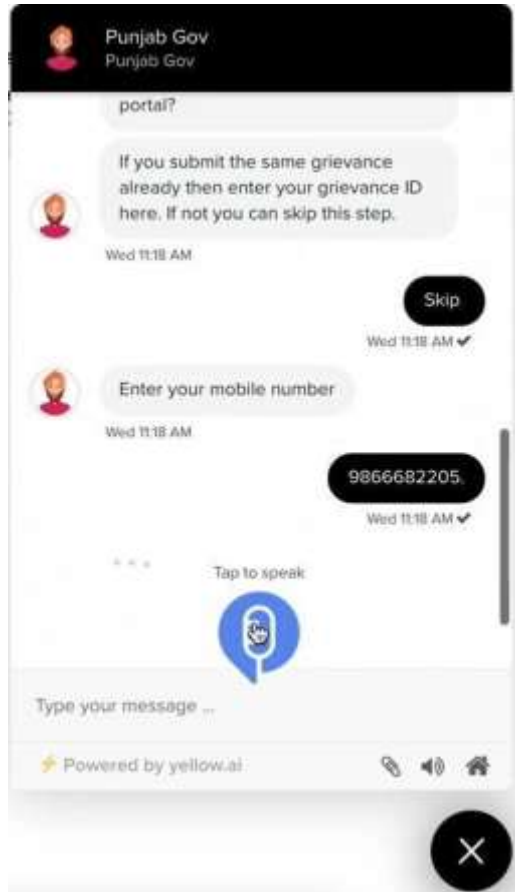 Punjab Gov
Punjab Gov
portal?
If you submit the same grievance
already then enter your grievance ID
here. If not you can skip this step.
Wed 11:18 AM
Skip
Wed 11:18 AM
Enter your mobile number
Wed 11:18 AM
9866682205.
Wed 11:18 AM
Tap to speak
Type your message ...
Powered by yellow.ai